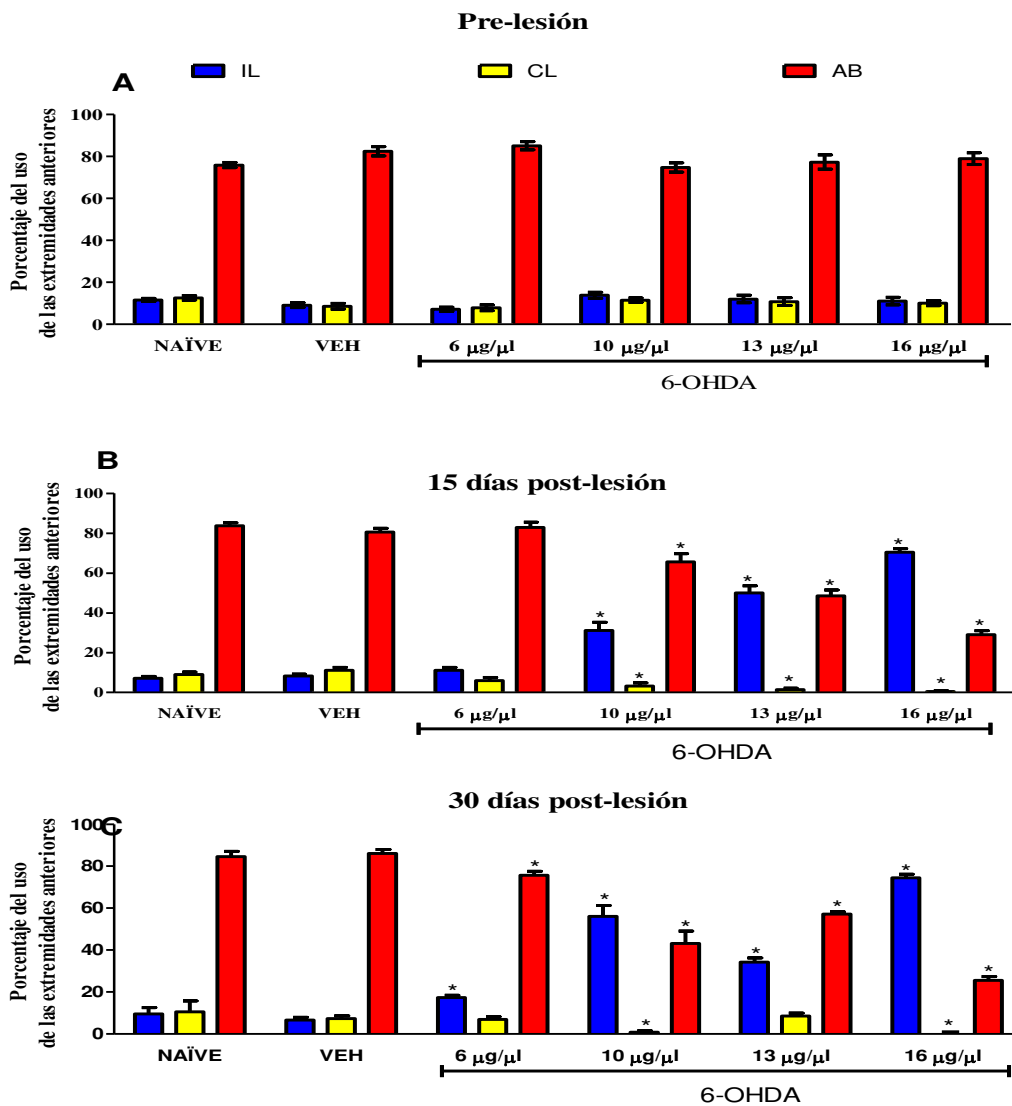 Pre-lesión
IL CL AB
A
Porcentaje del uso
de las extremidades anteriores
100
80
60
40
20
0
NAÏVE VEH 6 µg/µl 10 µg/µl 13 µg/µl 16 µg/µl
6-OHDA
B
15 días post-lesión
Porcentaje del uso
de las extremidades anteriores
100
80
60
40
20
0
* * * * * * * * *
NAÏVE VEH 6 µg/µl 10 µg/µl 13 µg/µl 16 µg/µl
6-OHDA
30 días post-lesión
C
Porcentaje del uso
de las extremidades anteriores
100
80
60
40
20
0
* * * * * * * * * *
NAÏVE VEH 6 µg/µl 10 µg/µl 13 µg/µl 16 µg/µl
6-OHDA